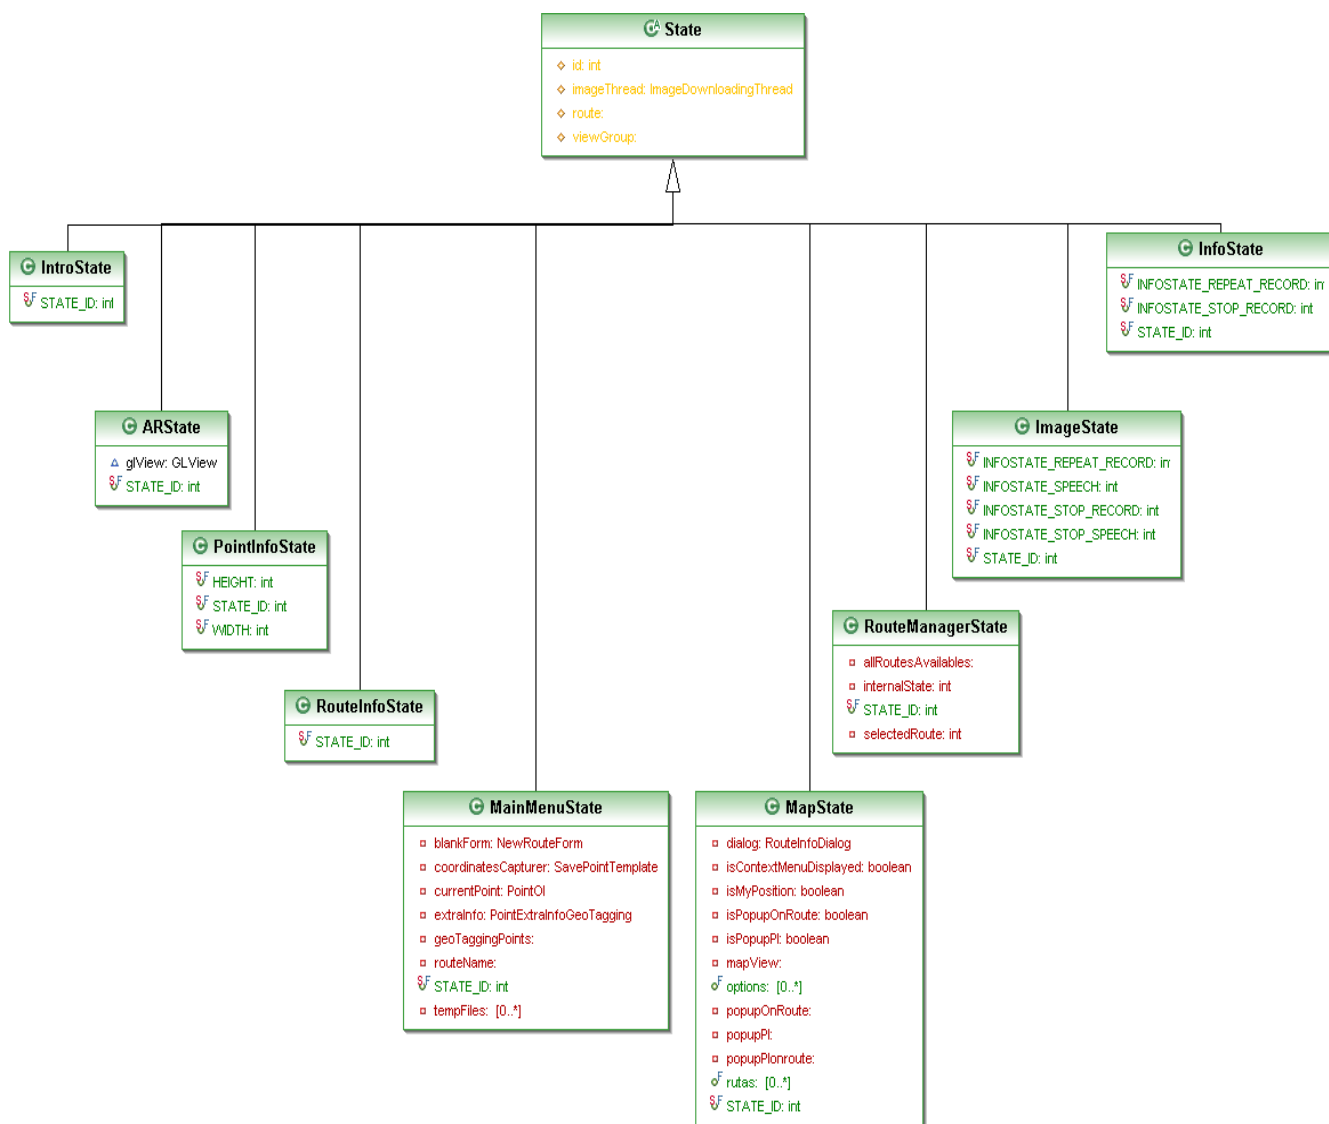 State
id: int
imageThread: ImageDownloadingThread
route:
viewGroup:
IntroState
STATE_ID: int
InfoState
INFOSTATE_REPEAT_RECORD: int
INFOSTATE_STOP_RECORD: int
STATE_ID: int
ARState
glView: GLView
STATE_ID: int
ImageState
INFOSTATE_REPEAT_RECORD: int
INFOSTATE_SPEECH: int
INFOSTATE_STOP_RECORD: int
INFOSTATE_STOP_SPEECH: int
STATE_ID: int
PointInfoState
HEIGHT: int
STATE_ID: int
WIDTH: int
RouteManagerState
allRoutesAvailables:
internalState: int
STATE_ID: int
selectedRoute: int
RouteInfoState
STATE_ID: int
MainMenuState
blankForm: NewRouteForm
coordinatesCapturer: SavePointTemplate
currentPoint: PointOI
extraInfo: PointExtraInfoGeoTagging
geoTaggingPoints:
routeName:
STATE_ID: int
tempFiles: [0..*]
MapState
dialog: RouteInfoDialog
isContextMenuDisplayed: boolean
isMyPosition: boolean
isPopupOnRoute: boolean
isPopupPI: boolean
mapView:
options: [0..*]
popupOnRoute:
popupPI:
popupPIonroute:
rutas: [0..*]
STATE_ID: int